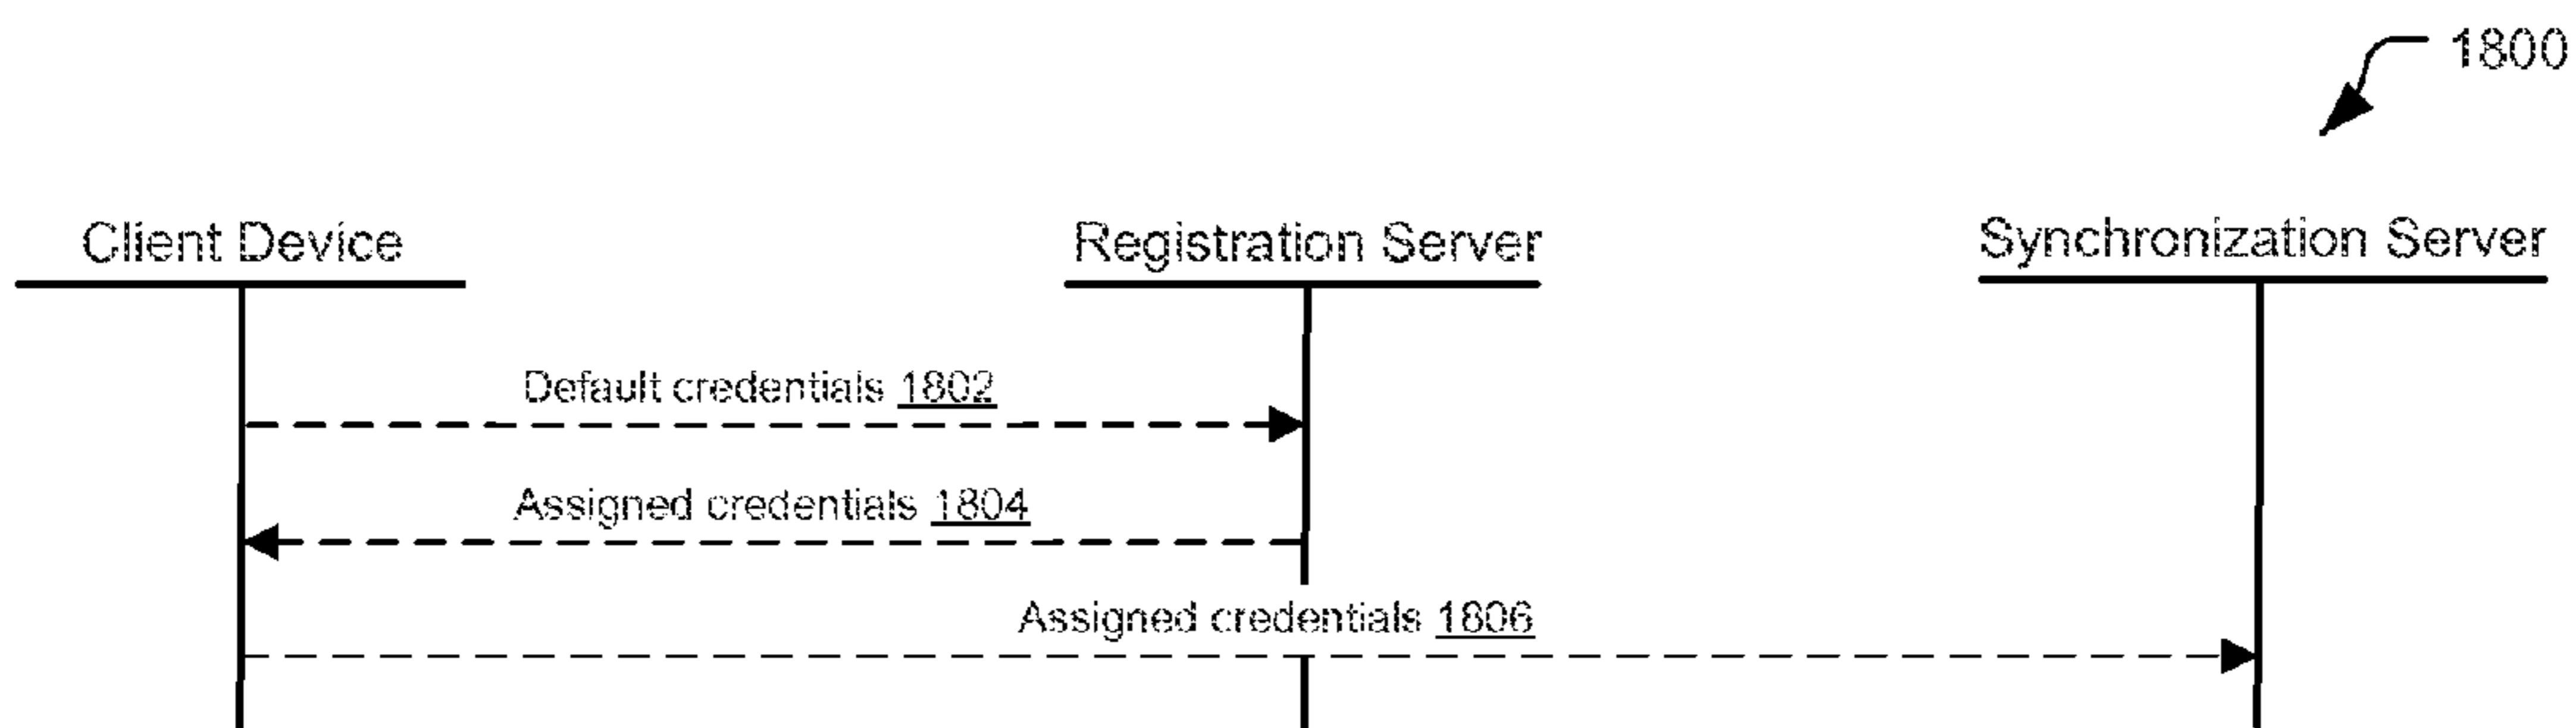 1800
Client Device
Registration Server
Synchronization Server
Default credentials 1802
Assigned credentials 1804
Assigned credentials 1806